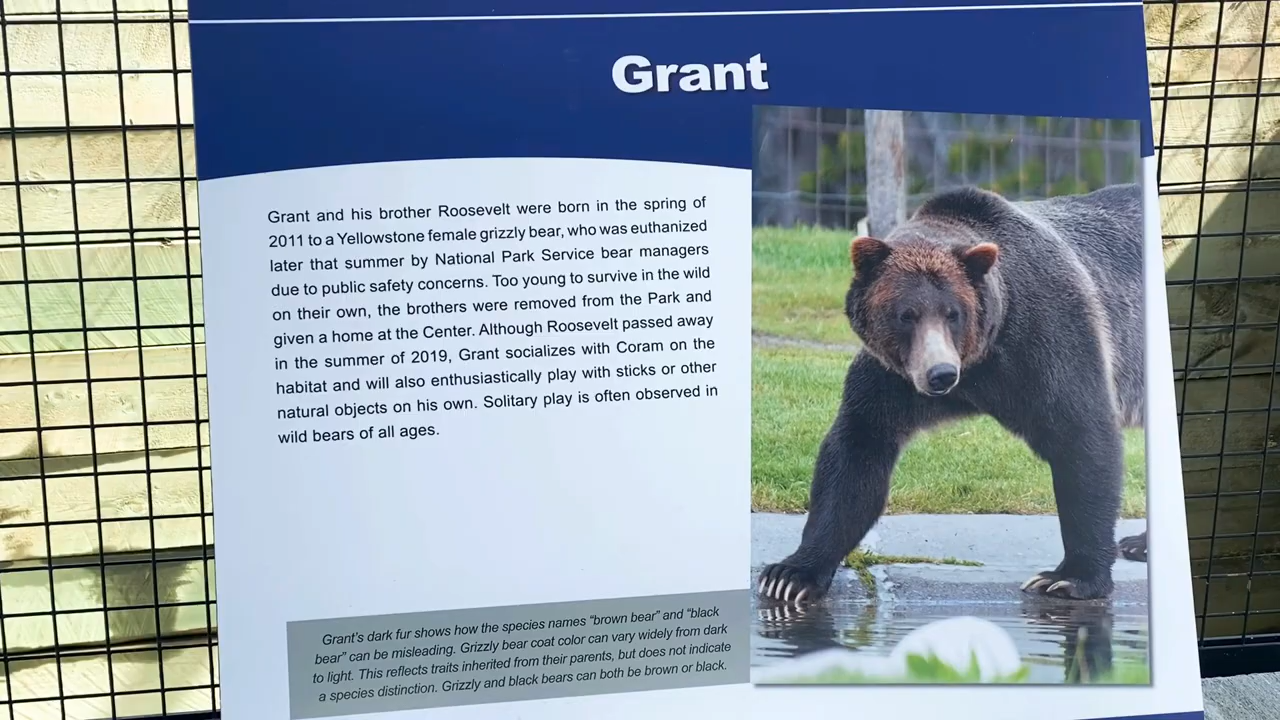 Grant
Grant and his brother Roosevelt were born in the spring of
2011 to a Yellowstone female grizzly bear, who was euthanized
later that summer by National Park Service bear managers
due to public safety concerns. Too young to survive in the wild
on their own, the brothers were removed from the Park and
given a home at the Center. Although Roosevelt passed away
in the summer of 2019, Grant socializes with Coram on the
habitat and will also enthusiastically play with sticks or other
natural objects on his own. Solitary play is often observed in
wild bears of all ages.
Grant's dark fur shows how the species names “brown bear” and “black
bear” can be misleading. Grizzly bear coat color can vary widely from dark
to light. This reflects traits inherited from their parents, but does not indicate
a species distinction. Grizzly and black bears can both be brown or black.